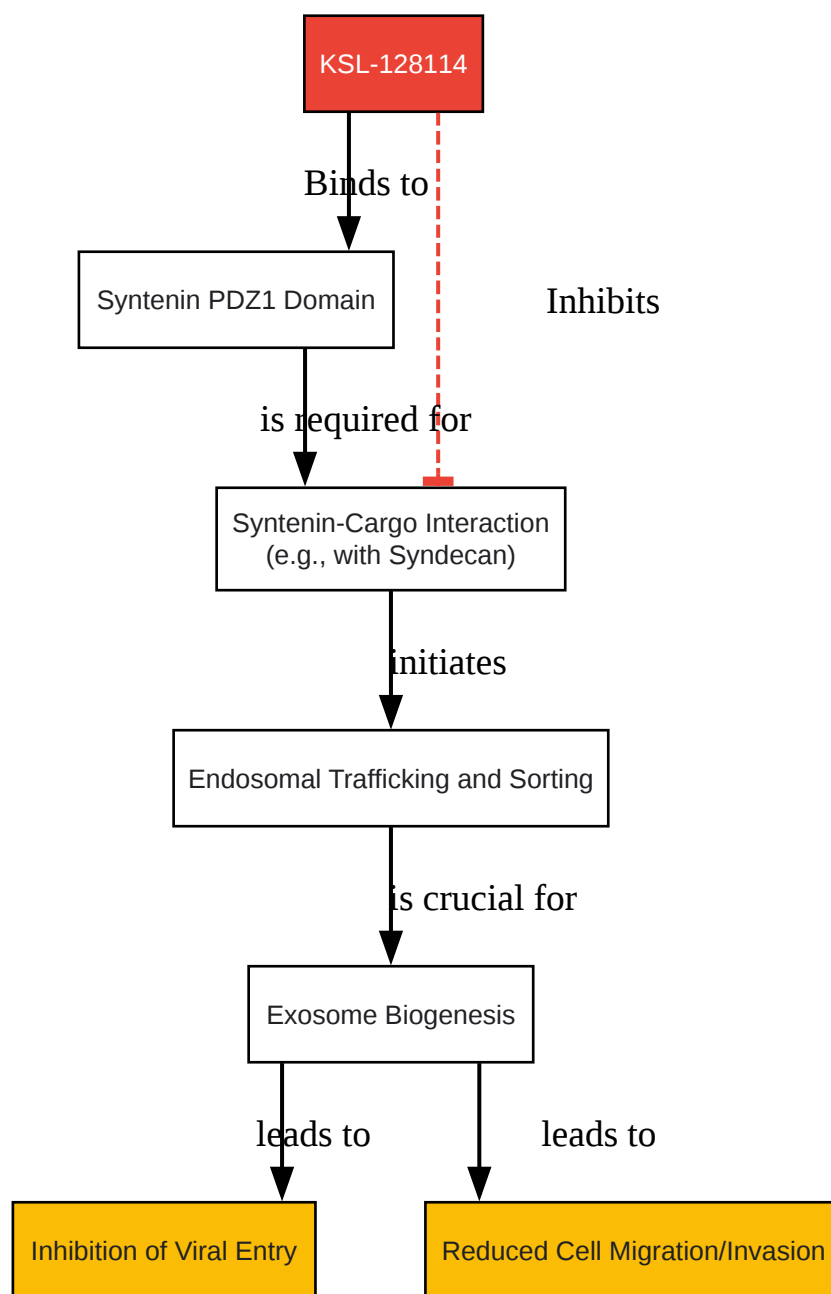 KSL-128114
Binds to
Syntenin PDZ1 Domain
Inhibits
is required for
Syntenin-Cargo Interaction
(e.g., with Syndecan)
initiates
Endosomal Trafficking and Sorting
is crucial for
Exosome Biogenesis
leads to
leads to
Inhibition of Viral Entry
Reduced Cell Migration/Invasion